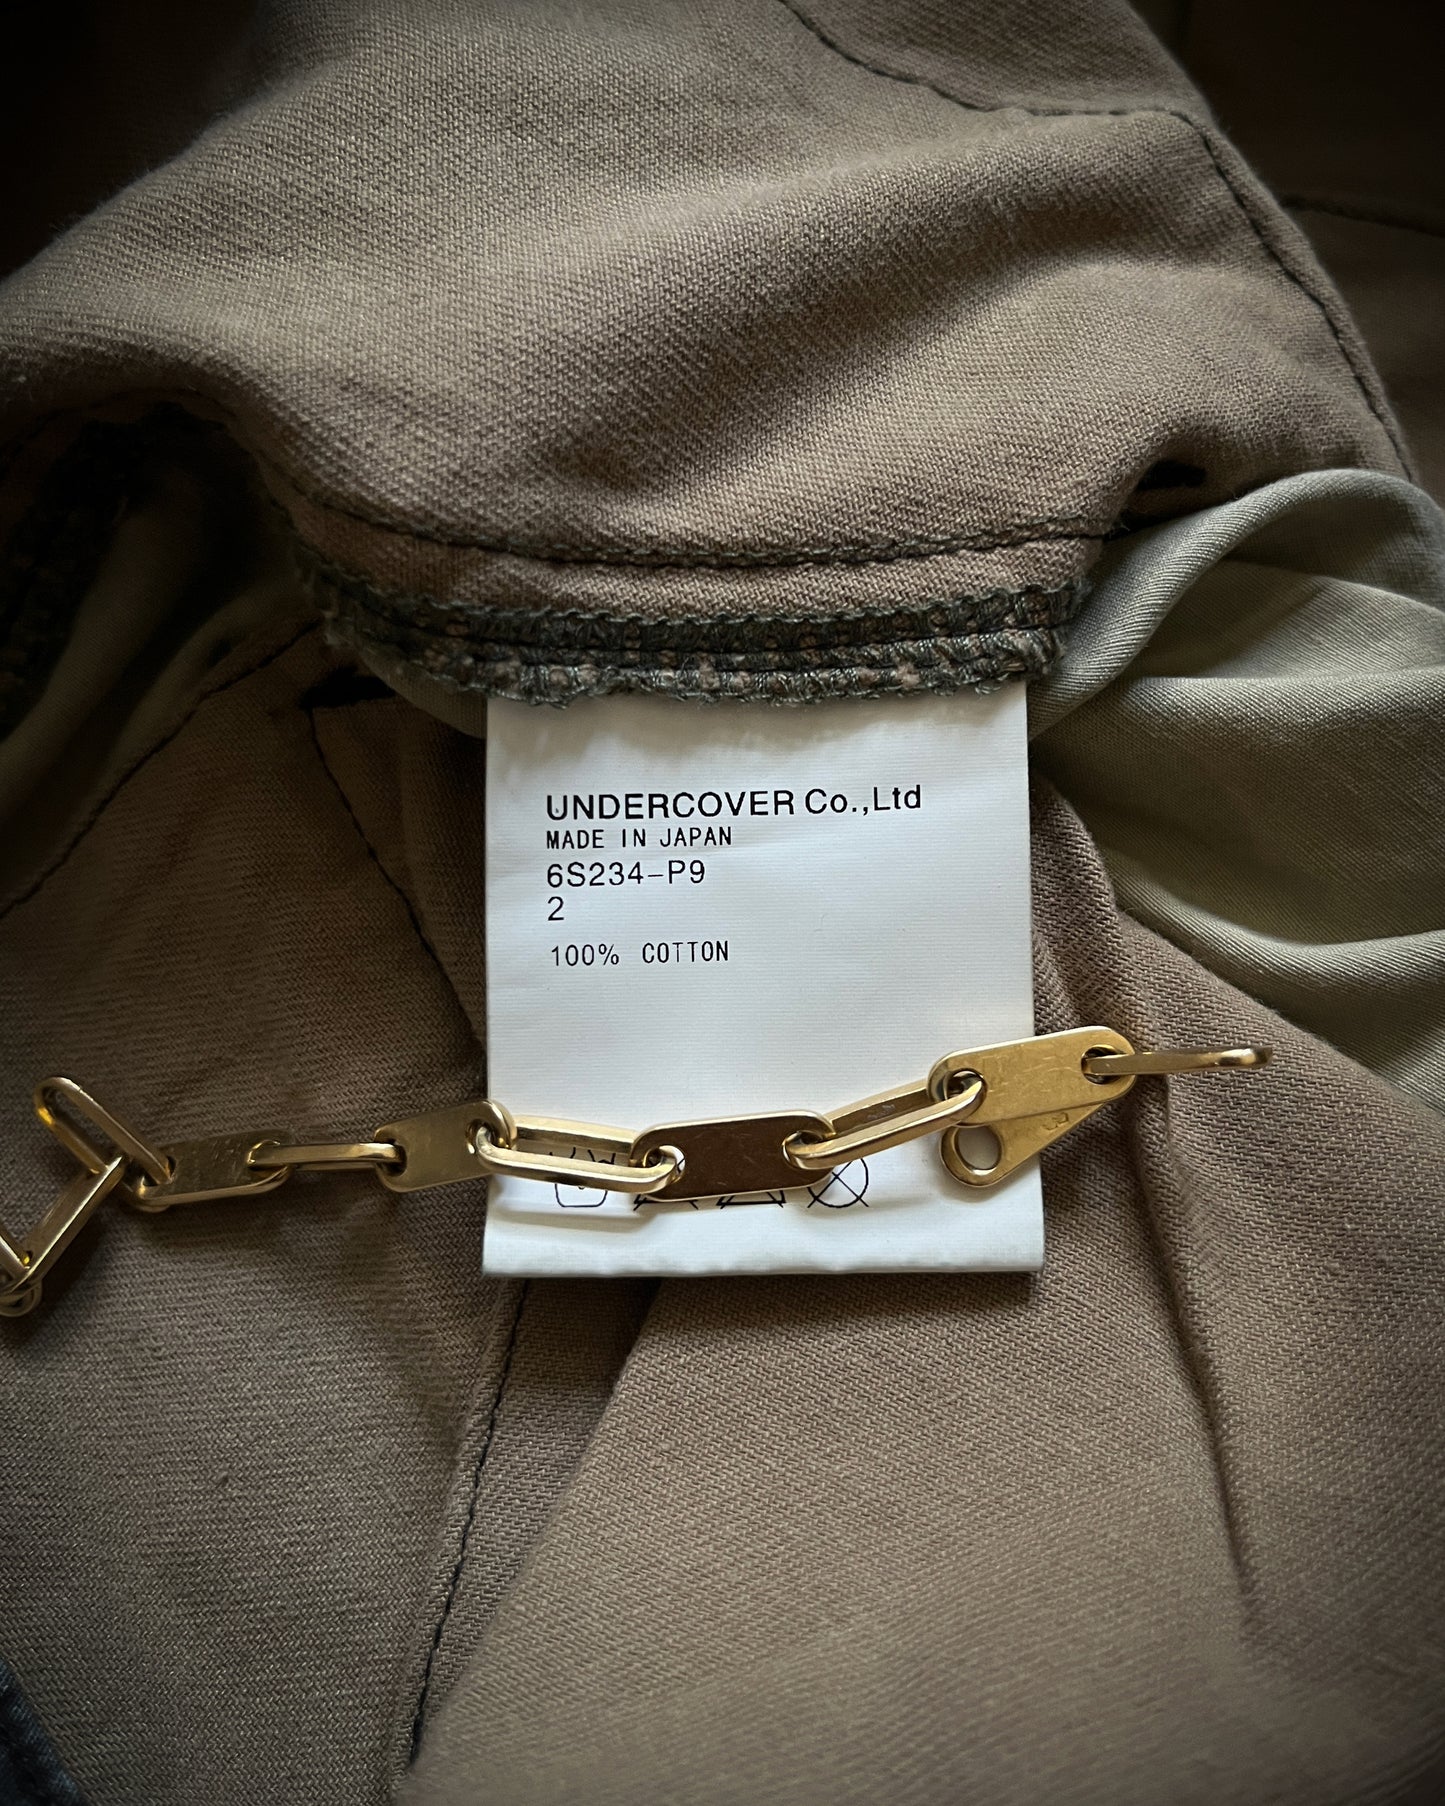 UNDERCOVER Co.,Ltd
MADE IN JAPAN
6S234-P9
2
100% COTTON